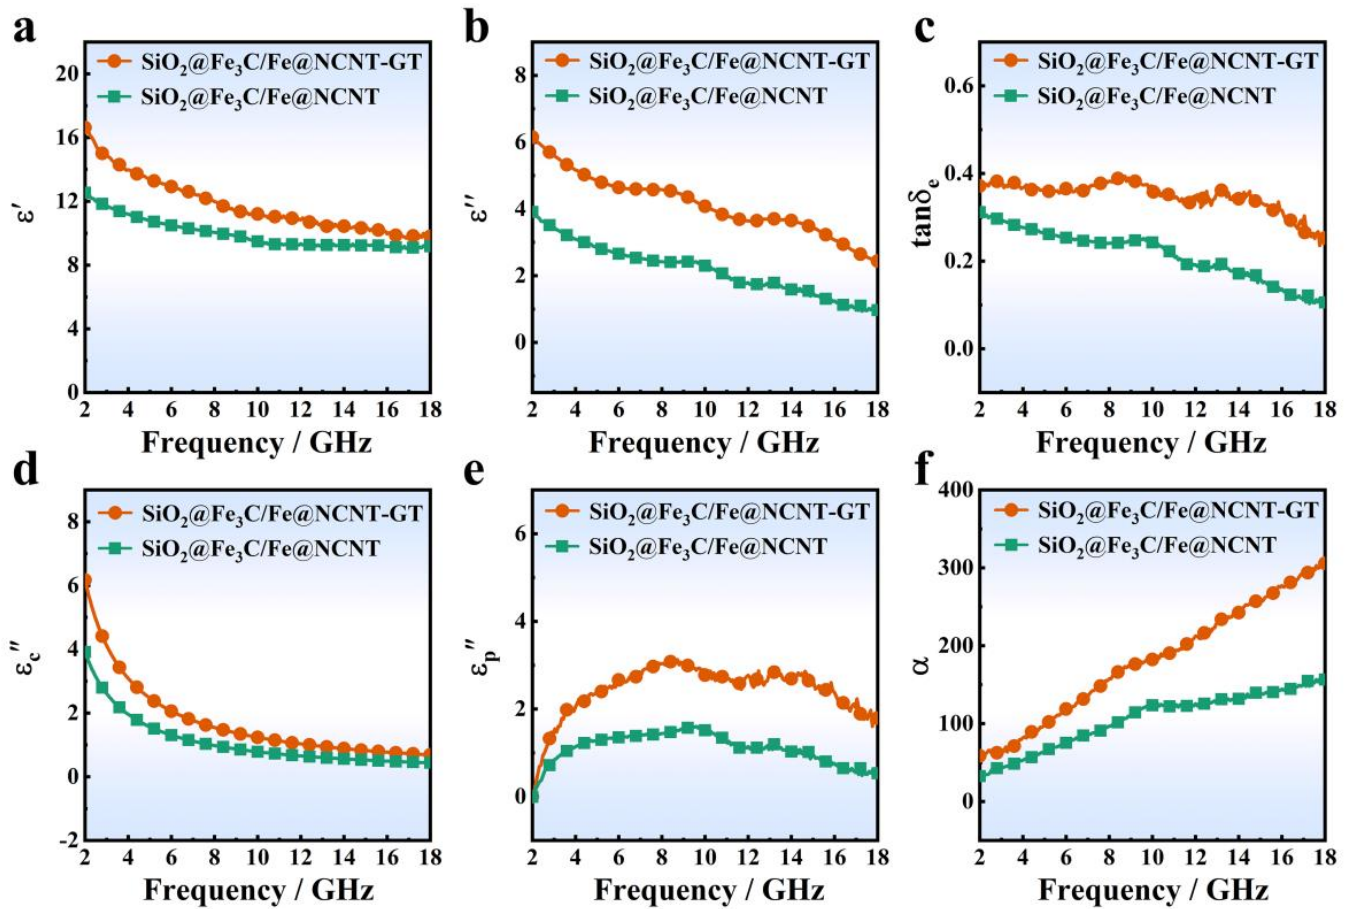 a
SiO₂@Fe₃C/Fe@NCNT-GT
SiO₂@Fe₃C/Fe@NCNT
ε′
20
16
12
8
4
0
2 4 6 8 10 12 14 16 18
Frequency / GHz
b
SiO₂@Fe₃C/Fe@NCNT-GT
SiO₂@Fe₃C/Fe@NCNT
ε″
8
6
4
2
0
2 4 6 8 10 12 14 16 18
Frequency / GHz
c
SiO₂@Fe₃C/Fe@NCNT-GT
SiO₂@Fe₃C/Fe@NCNT
tanδₑ
0.6
0.4
0.2
0.0
2 4 6 8 10 12 14 16 18
Frequency / GHz
d
SiO₂@Fe₃C/Fe@NCNT-GT
SiO₂@Fe₃C/Fe@NCNT
ε_c″
8
6
4
2
0
-2
2 4 6 8 10 12 14 16 18
Frequency / GHz
e
SiO₂@Fe₃C/Fe@NCNT-GT
SiO₂@Fe₃C/Fe@NCNT
εₚ″
6
4
2
0
2 4 6 8 10 12 14 16 18
Frequency / GHz
f
SiO₂@Fe₃C/Fe@NCNT-GT
SiO₂@Fe₃C/Fe@NCNT
α
400
300
200
100
0
2 4 6 8 10 12 14 16 18
Frequency / GHz